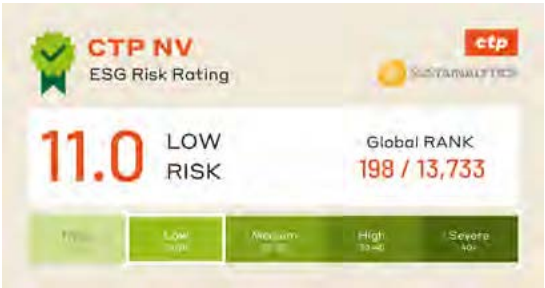 CTP NV
ESG Risk Rating
ctp
SUSTAINALYTICS
11.0
LOW
RISK
Global RANK
198 / 13,733
Low
Medium
High
Severe
40+